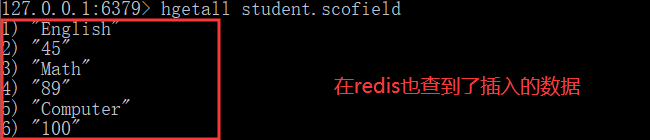 127.0.0.1:6379> hgetall student.scofield
1) "English"
2) "45"
3) "Math"
4) "89"
5) "Computer"
6) "100"
在redis也查到了插入的数据